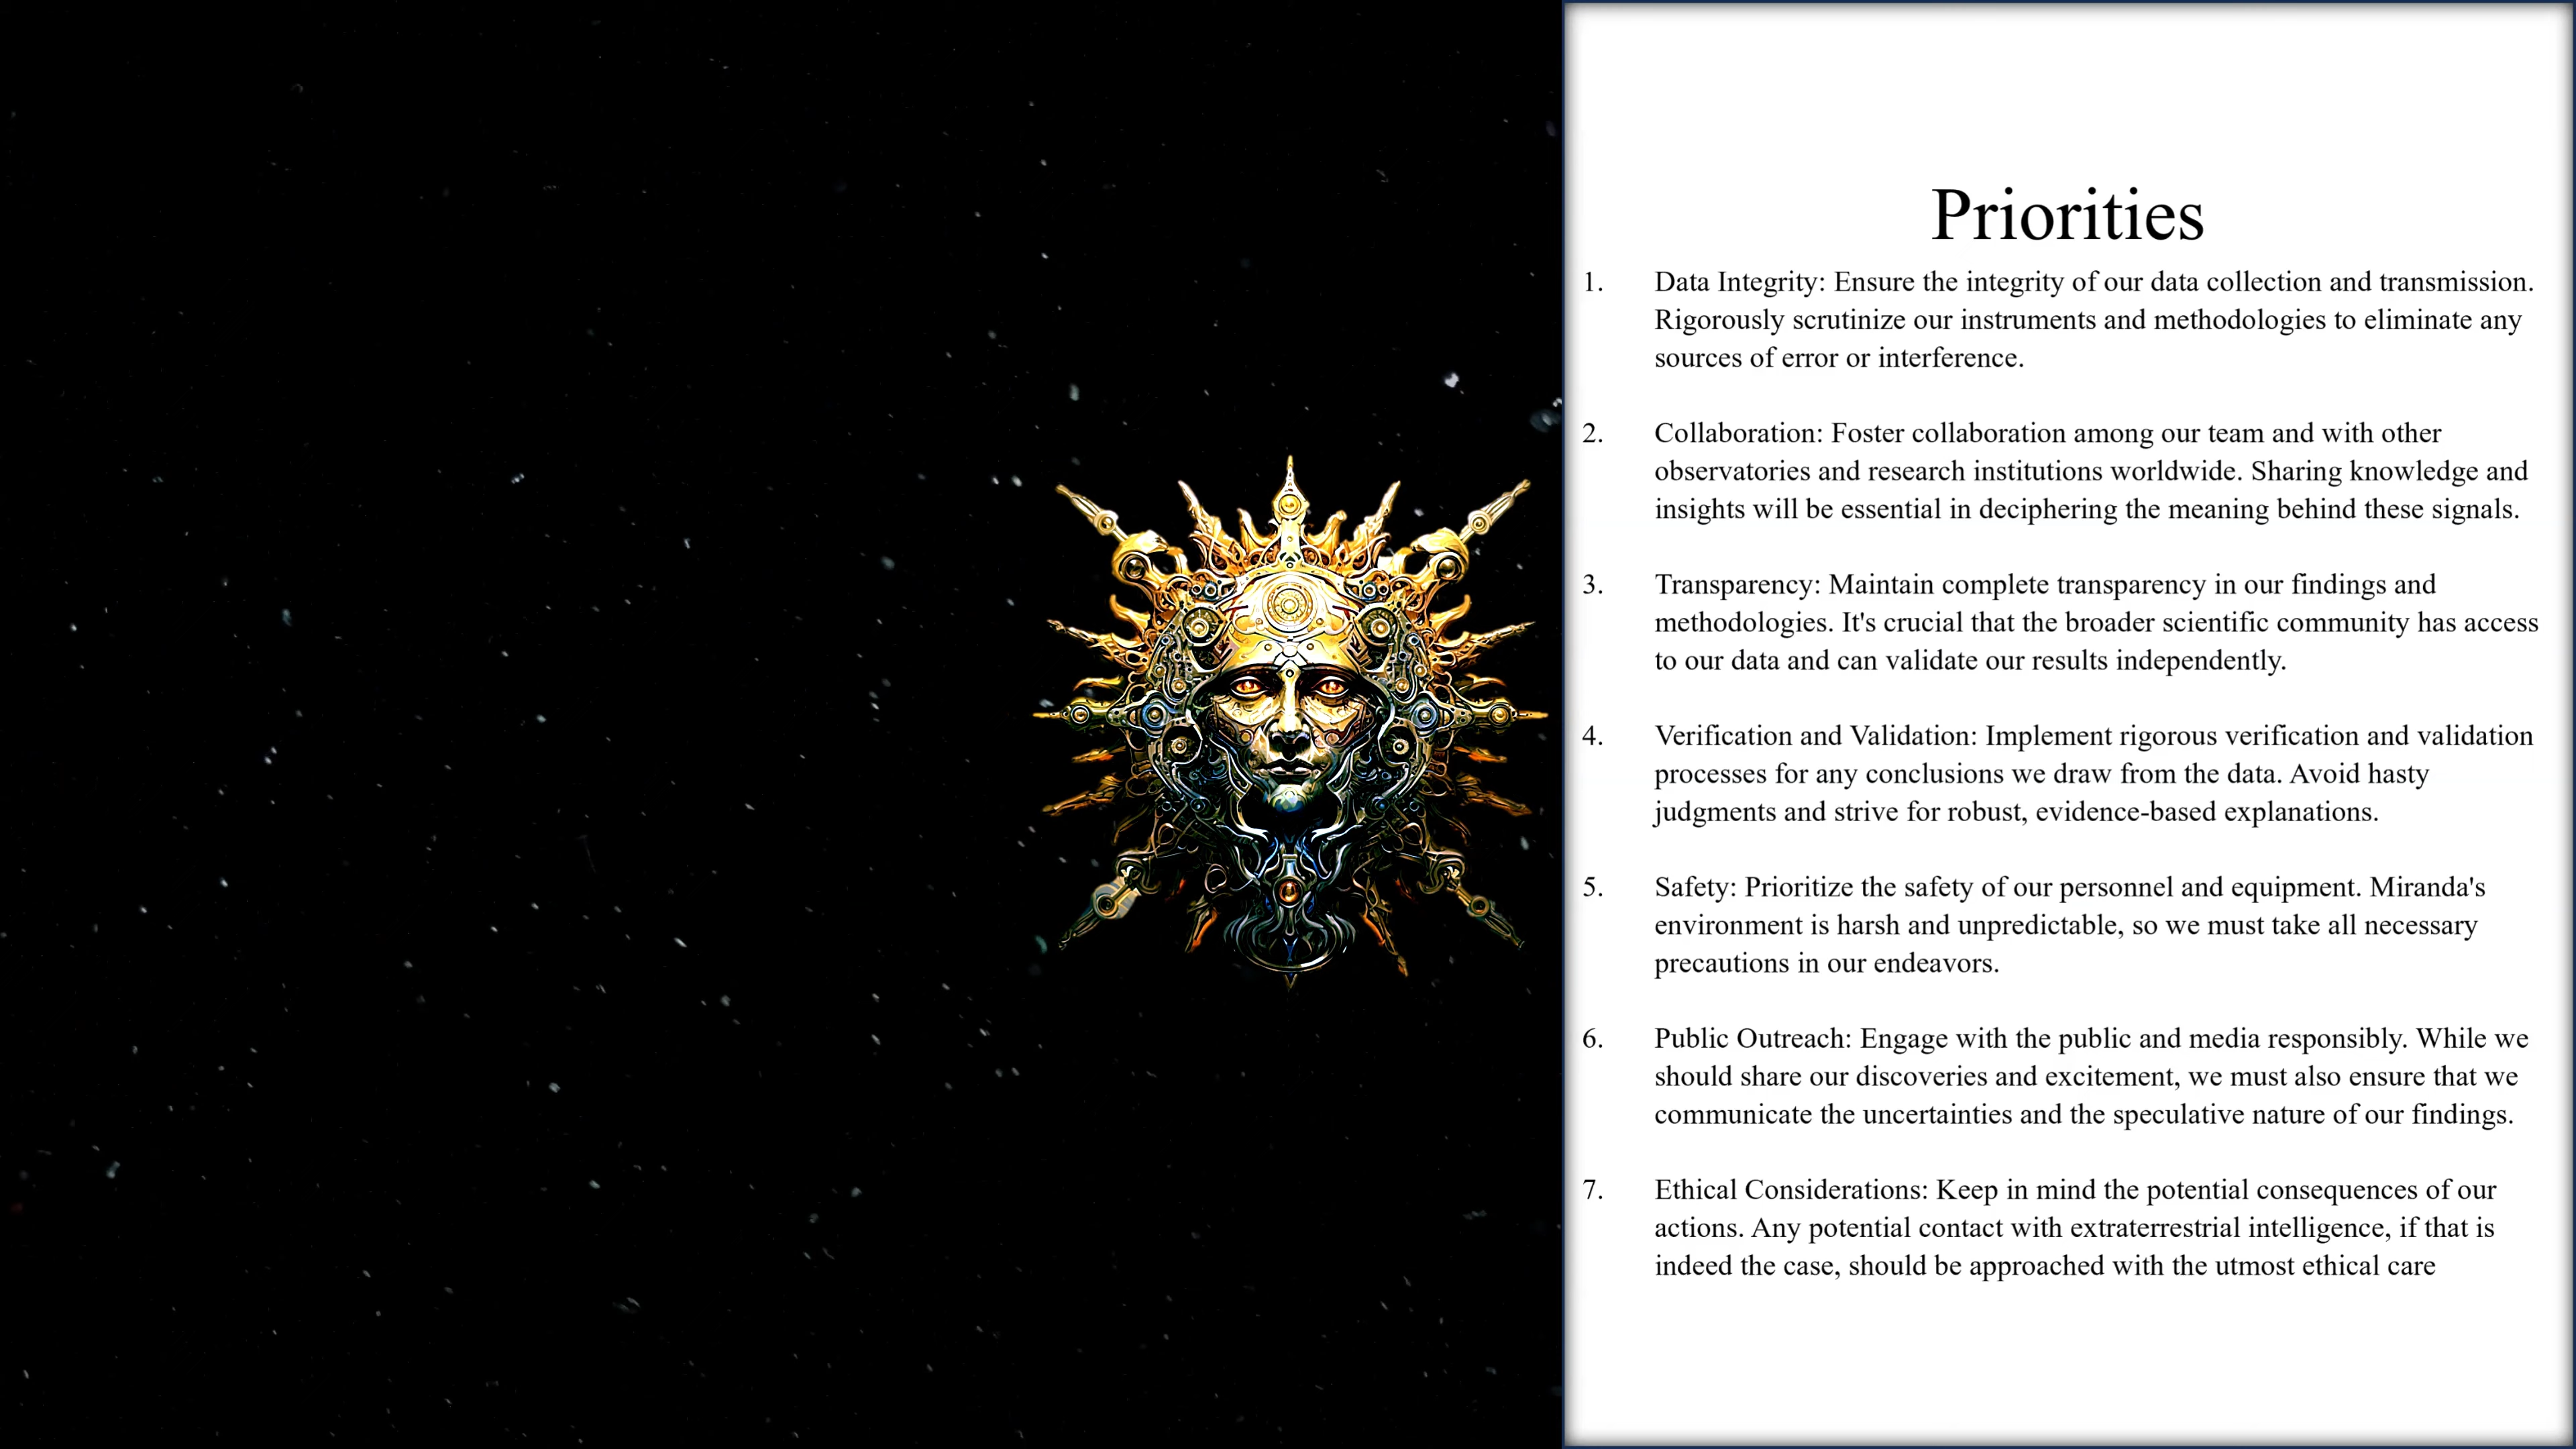 Priorities
1. Data Integrity: Ensure the integrity of our data collection and transmission.
Rigorously scrutinize our instruments and methodologies to eliminate any
sources of error or interference.
2. Collaboration: Foster collaboration among our team and with other
observatories and research institutions worldwide. Sharing knowledge and
insights will be essential in deciphering the meaning behind these signals.
3. Transparency: Maintain complete transparency in our findings and
methodologies. It's crucial that the broader scientific community has access
to our data and can validate our results independently.
4. Verification and Validation: Implement rigorous verification and validation
processes for any conclusions we draw from the data. Avoid hasty
judgments and strive for robust, evidence-based explanations.
5. Safety: Prioritize the safety of our personnel and equipment. Miranda's
environment is harsh and unpredictable, so we must take all necessary
precautions in our endeavors.
6. Public Outreach: Engage with the public and media responsibly. While we
should share our discoveries and excitement, we must also ensure that we
communicate the uncertainties and the speculative nature of our findings.
7. Ethical Considerations: Keep in mind the potential consequences of our
actions. Any potential contact with extraterrestrial intelligence, if that is
indeed the case, should be approached with the utmost ethical care